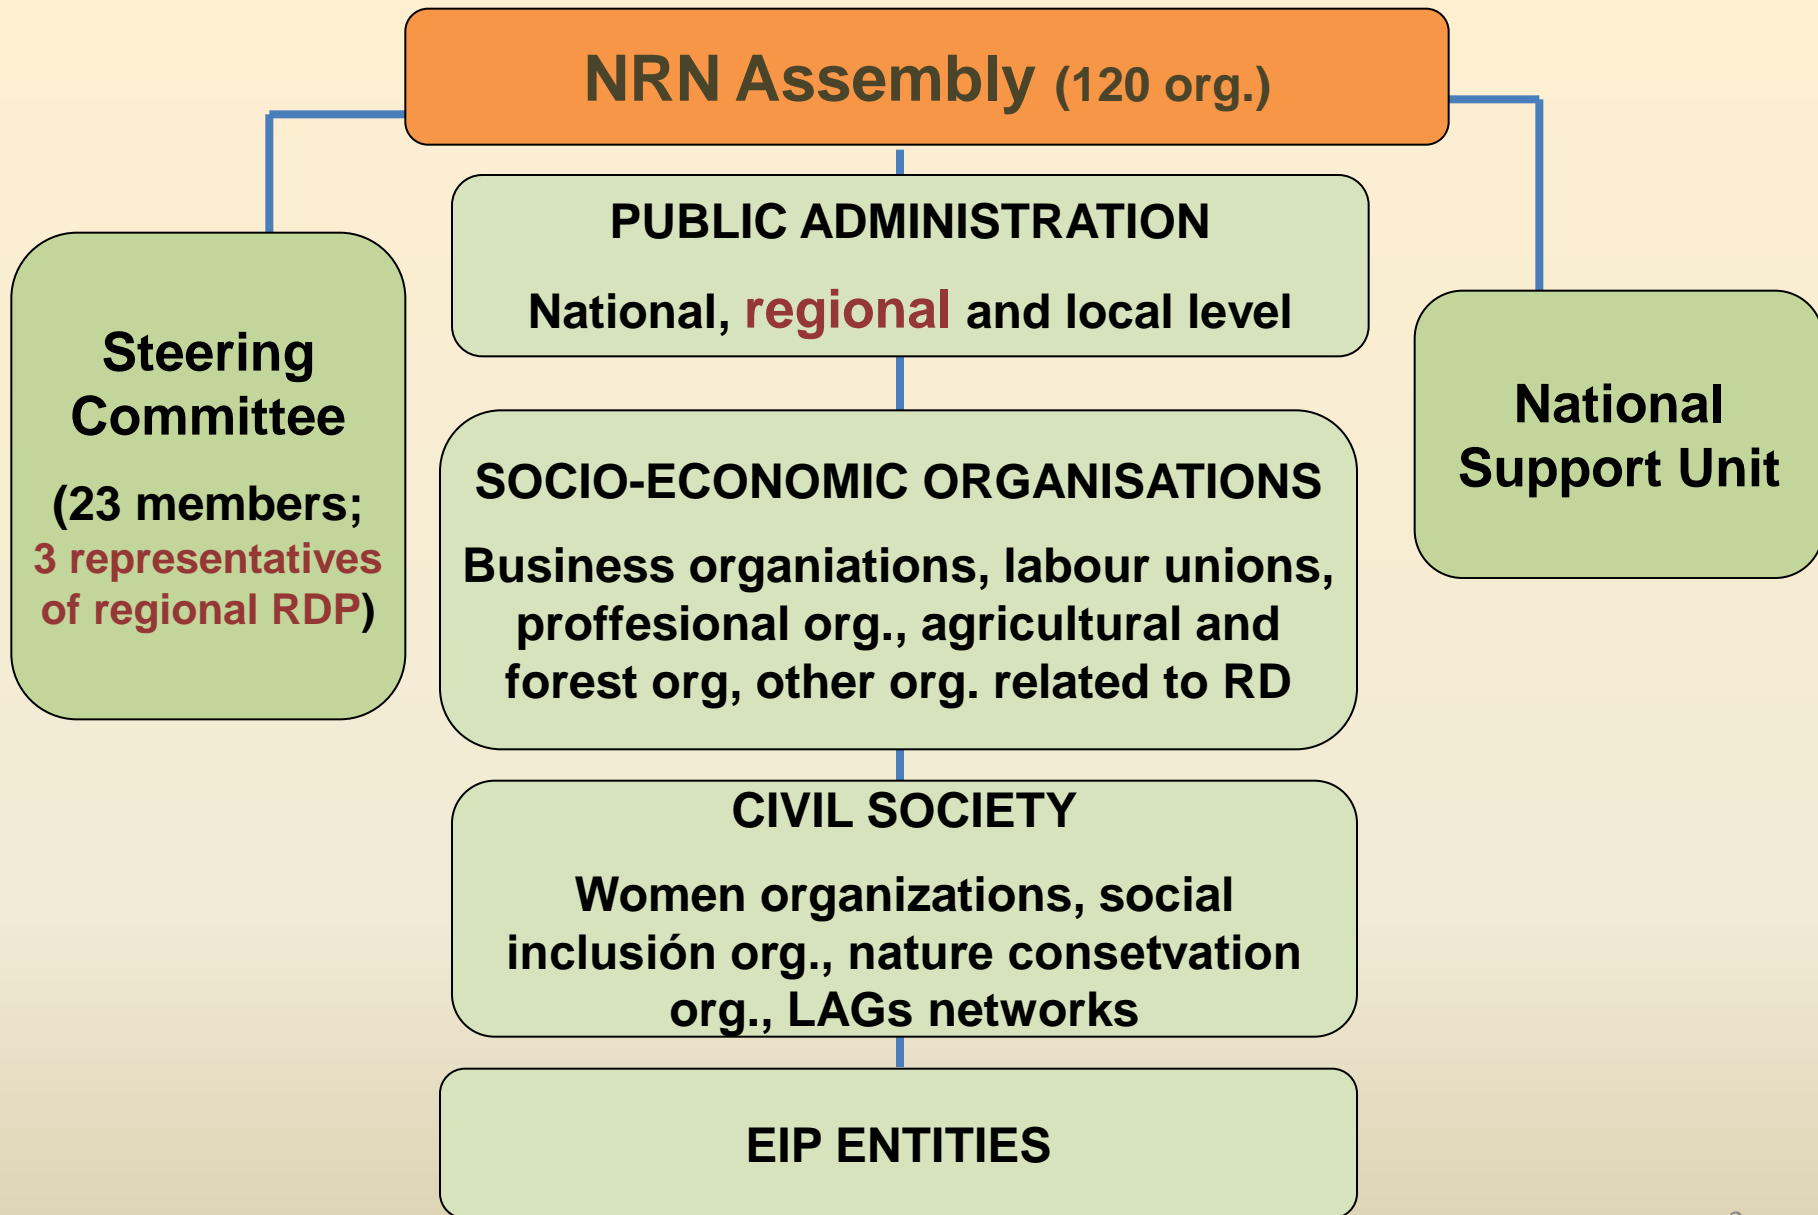 NRN Assembly (120 org.)
PUBLIC ADMINISTRATION
National, regional and local level
Steering
Committee
(23 members;
3 representatives
of regional RDP)
National
Support Unit
SOCIO-ECONOMIC ORGANISATIONS
Business organiations, labour unions,
proffesional org., agricultural and
forest org, other org. related to RD
CIVIL SOCIETY
Women organizations, social
inclusión org., nature consetvation
org., LAGs networks
EIP ENTITIES